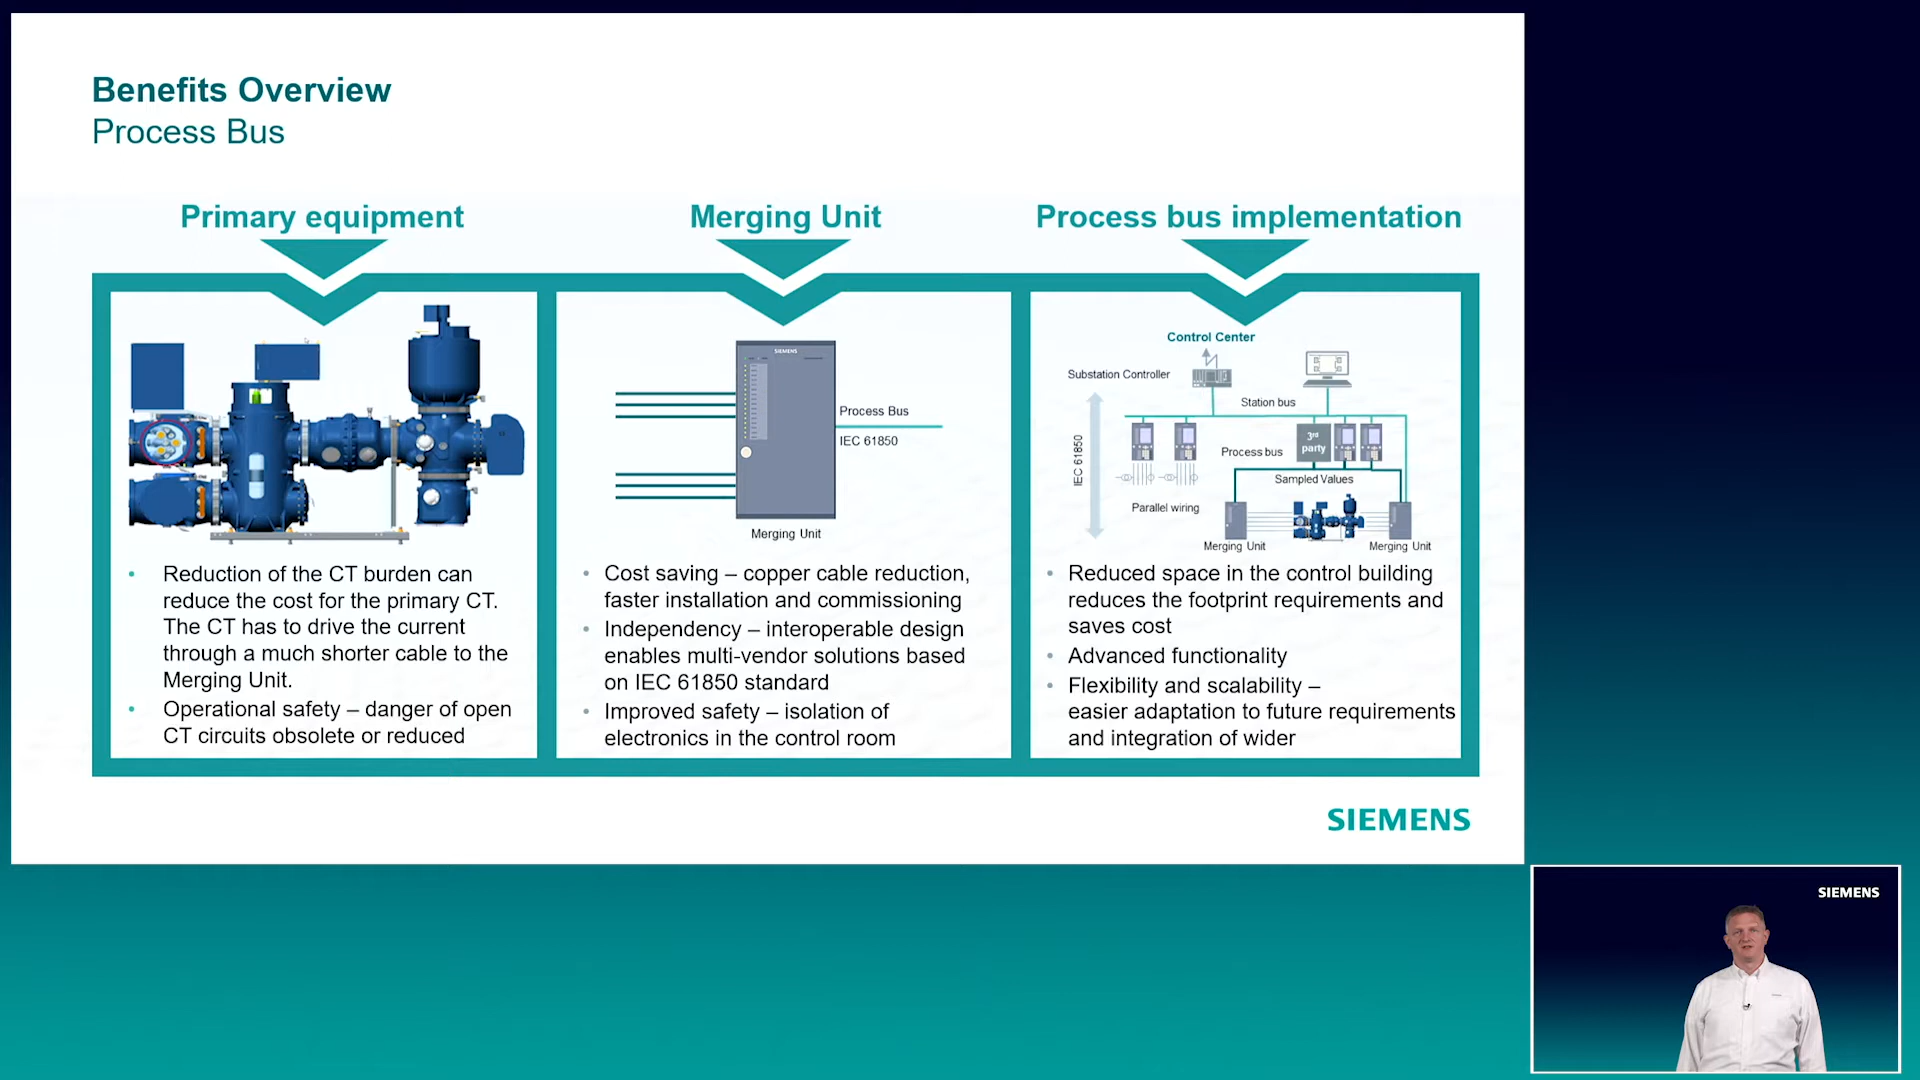 Benefits Overview
Process Bus
Primary equipment
Merging Unit
Process bus implementation
Reduction of the CT burden can
reduce the cost for the primary CT.
The CT has to drive the current
through a much shorter cable to the
Merging Unit.
Operational safety – danger of open
CT circuits obsolete or reduced
SIEMENS
Process Bus
IEC 61850
Merging Unit
Cost saving – copper cable reduction,
faster installation and commissioning
Independency – interoperable design
enables multi-vendor solutions based
on IEC 61850 standard
Improved safety – isolation of
electronics in the control room
Control Center
Substation Controller
Station bus
IEC 61850
3rd
party
Process bus
Sampled Values
Parallel wiring
Merging Unit
Merging Unit
Reduced space in the control building
reduces the footprint requirements and
saves cost
Advanced functionality
Flexibility and scalability –
easier adaptation to future requirements
and integration of wider
SIEMENS
SIEMENS